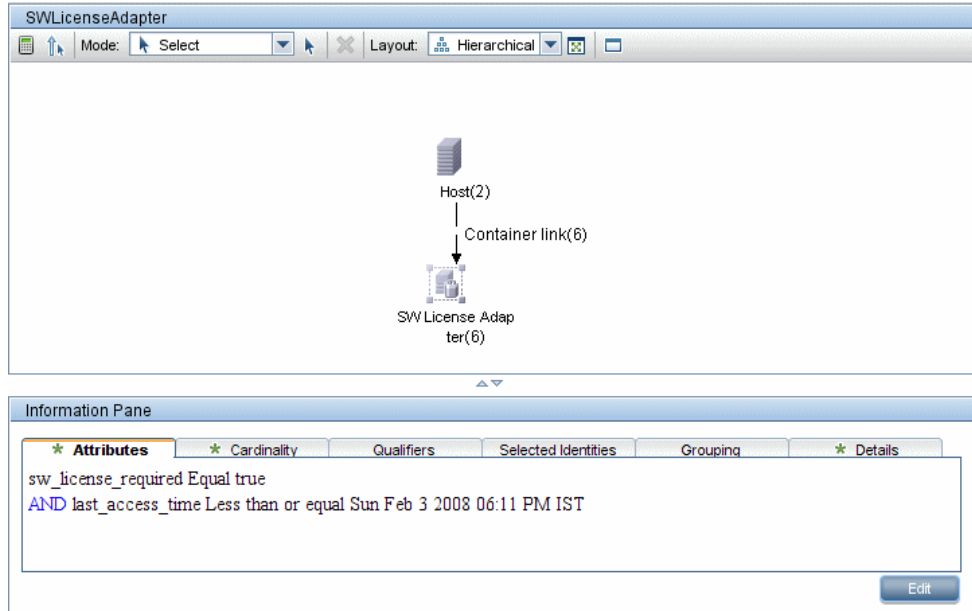 SWLicenseAdapter
Mode: Select Layout: Hierarchical
Host(2)
Container link(6)
SW License Adap
ter(6)
Information Pane
* Attributes * Cardinality Qualifiers Selected Identities Grouping * Details
sw_license_required Equal true
AND last_access_time Less than or equal Sun Feb 3 2008 06:11 PM IST
Edit